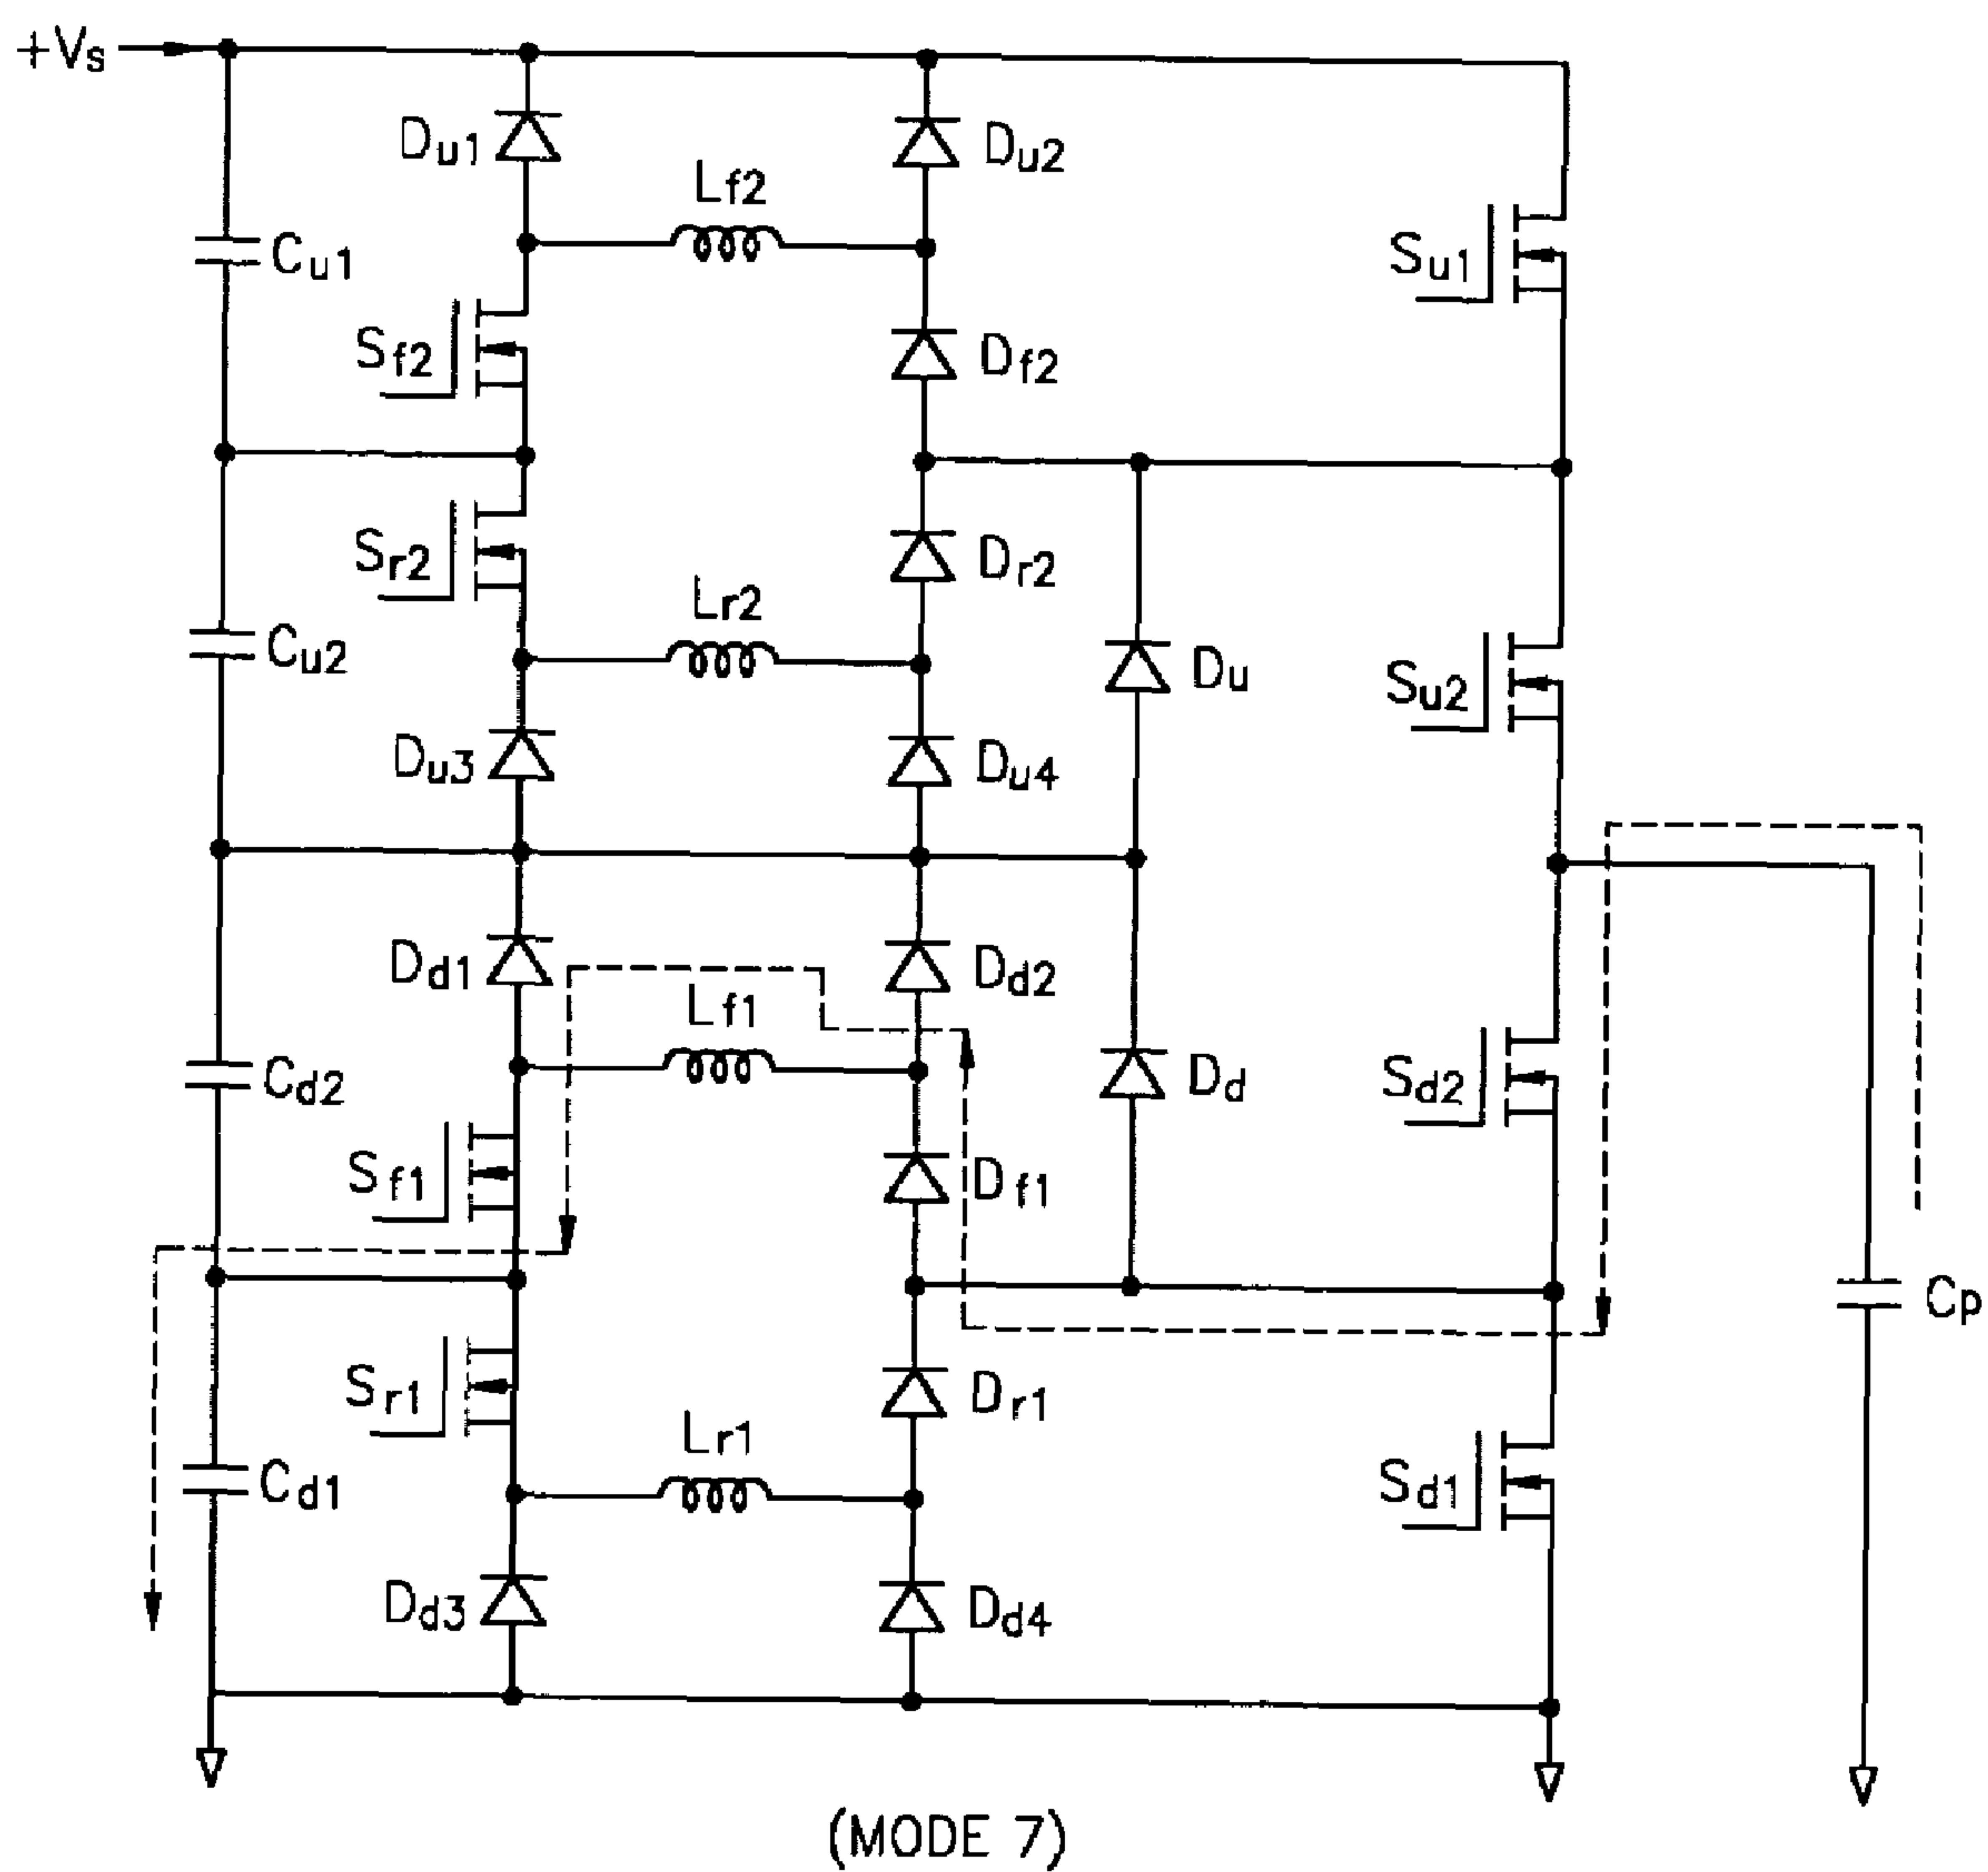 +Vs
Du1
Du2
Lf2
Cu1
Su1
Sf2
Df2
Sr2
Dr2
Lr2
Cu2
Du
Su2
Du3
Du4
Dd1
Dd2
Lf1
Cd2
Dd
Sd2
Sf1
Df1
Cp
Sr1
Dr1
Lr1
Cd1
Sd1
Dd3
Dd4
(MODE 7)